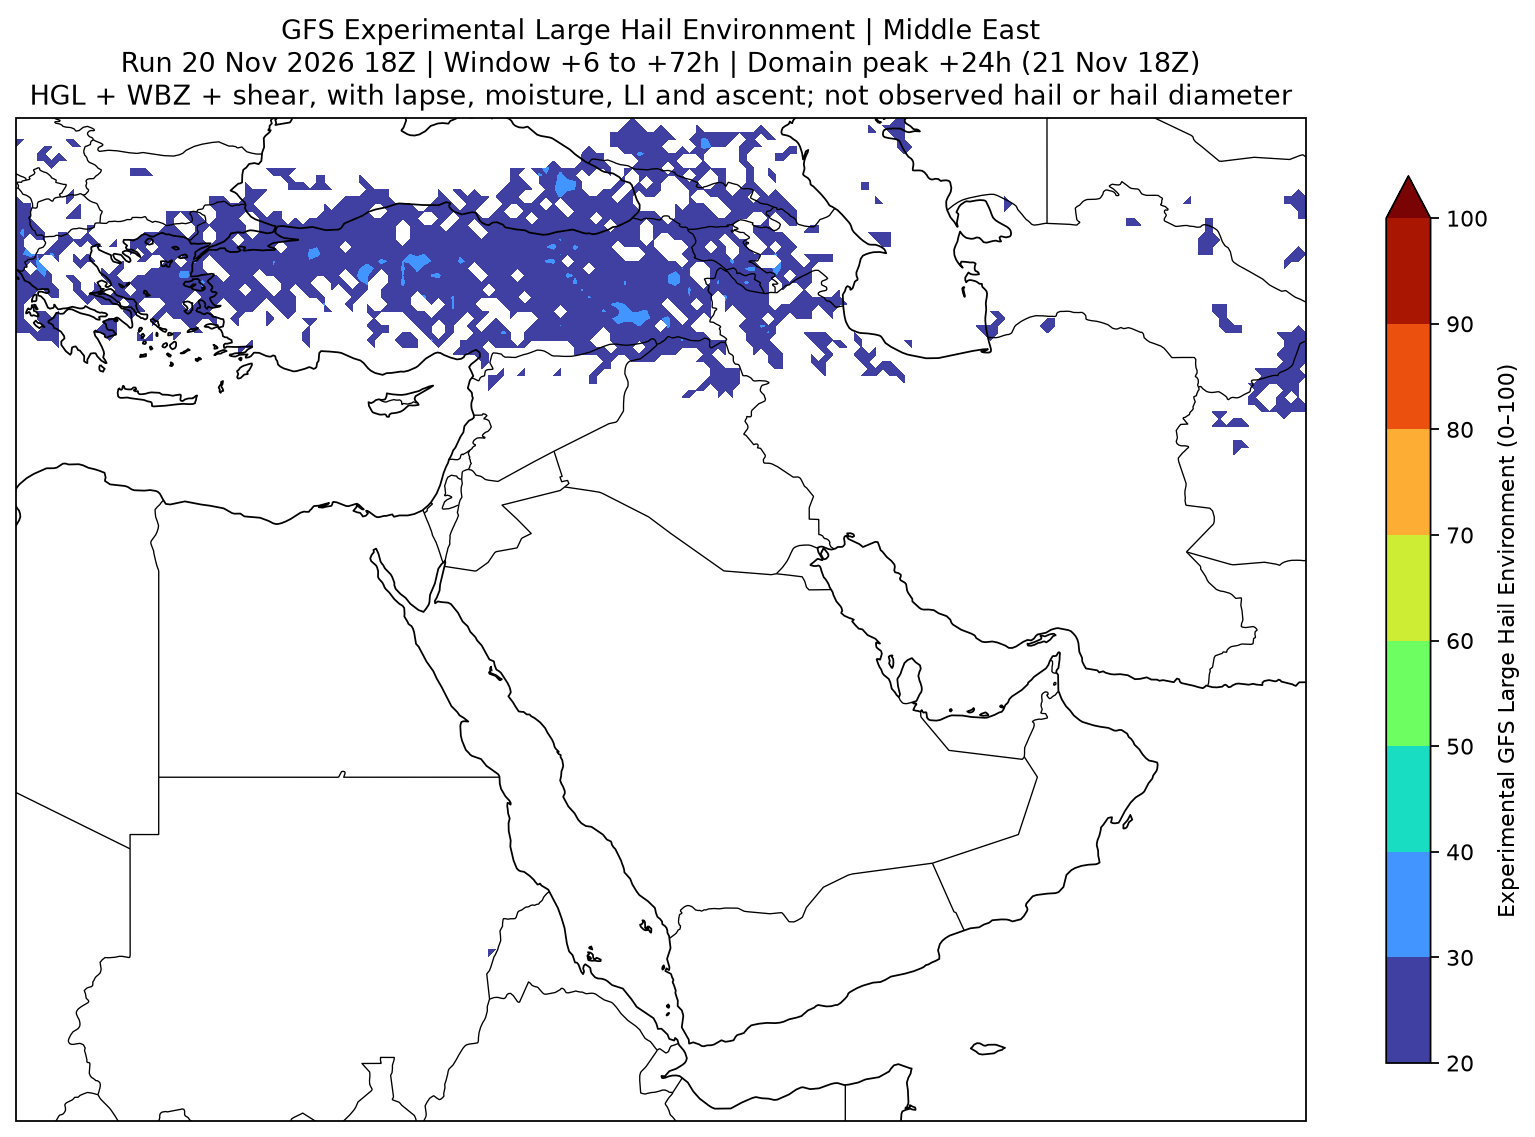 GFS Experimental Large Hail Environment | Middle East
Run 20 Nov 2026 18Z | Window +6 to +72h | Domain peak +24h (21 Nov 18Z)
HGL + WBZ + shear, with lapse, moisture, LI and ascent; not observed hail or hail diameter
100
90
80
70
60
50
40
30
20
Experimental GFS Large Hail Environment (0–100)